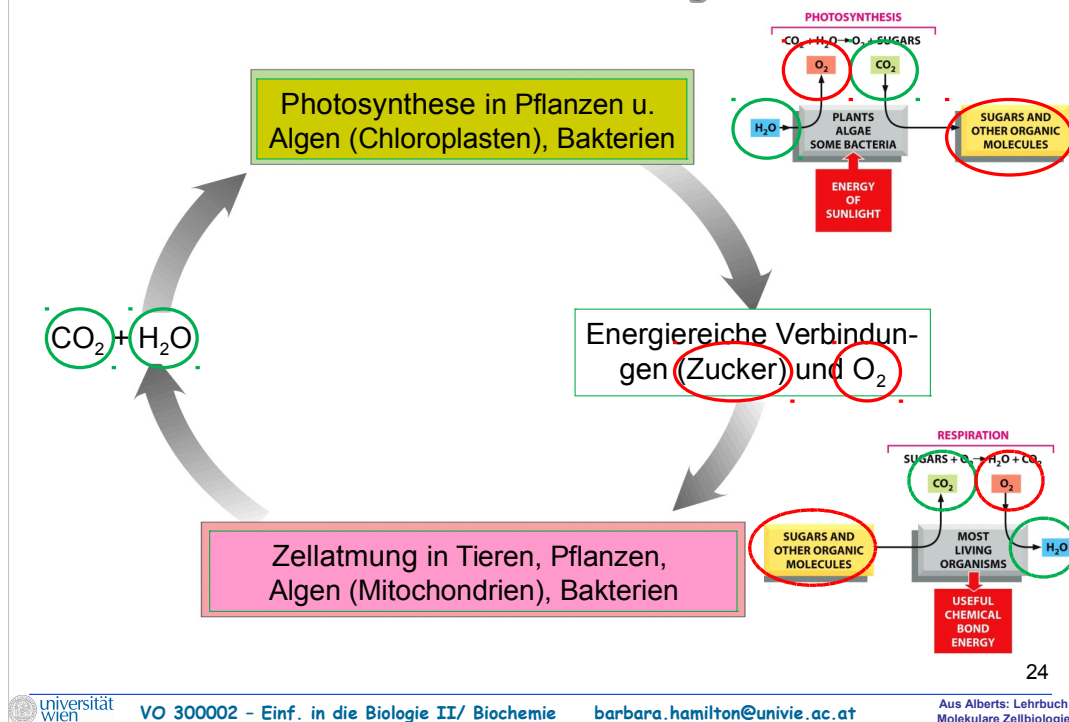 PHOTOSYNTHESIS
CO₂ + H₂O → O₂ + SUGARS
O₂
CO₂
H₂O
PLANTS
ALGAE
SOME BACTERIA
SUGARS AND
OTHER ORGANIC
MOLECULES
ENERGY
OF
SUNLIGHT
Photosynthese in Pflanzen u.
Algen (Chloroplasten), Bakterien
CO₂ + H₂O
Energiereiche Verbindun-
gen (Zucker) und O₂
RESPIRATION
SUGARS + O₂ → H₂O + CO₂
CO₂
O₂
SUGARS AND
OTHER ORGANIC
MOLECULES
MOST
LIVING
ORGANISMS
H₂O
USEFUL
CHEMICAL
BOND
ENERGY
Zellatmung in Tieren, Pflanzen,
Algen (Mitochondrien), Bakterien
24
universität
wien
VO 300002 - Einf. in die Biologie II/ Biochemie barbara.hamilton@univie.ac.at
Aus Alberts: Lehrbuch
Molekulare Zellbiologie